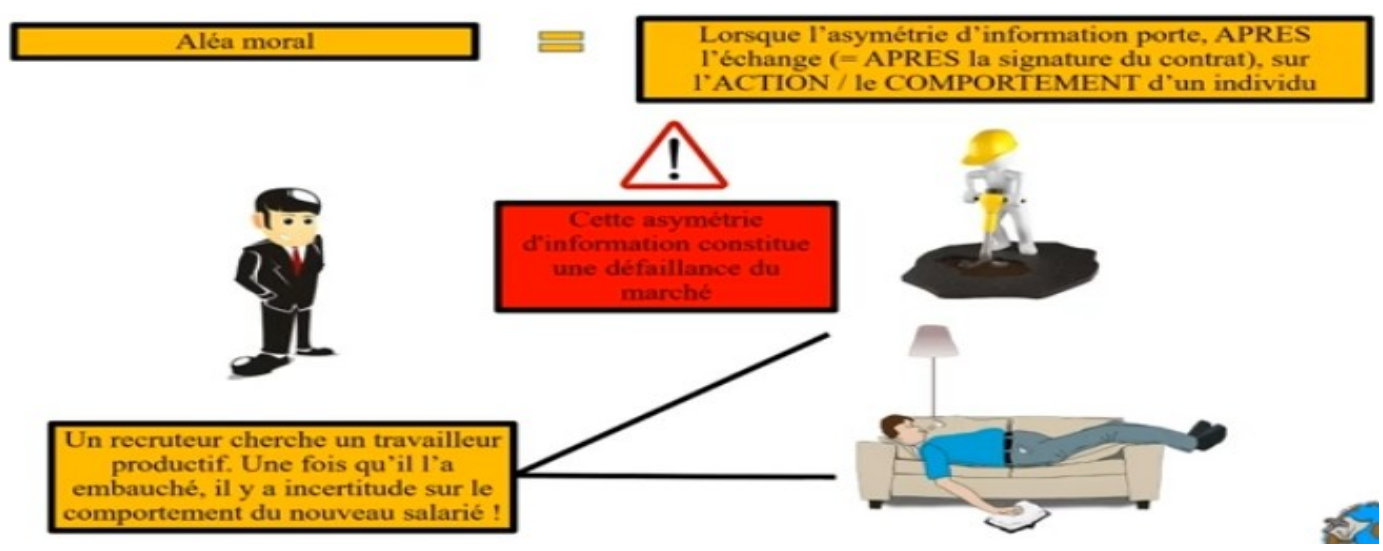 Aléa moral
=
Lorsque l'asymétrie d'information porte, APRES
l'échange (= APRES la signature du contrat), sur
l'ACTION / le COMPORTEMENT d'un individu
!
Cette asymétrie
d'information constitue
une défaillance du
marché
Un recruteur cherche un travailleur
productif. Une fois qu'il l'a
embauché, il y a incertitude sur le
comportement du nouveau salarié !